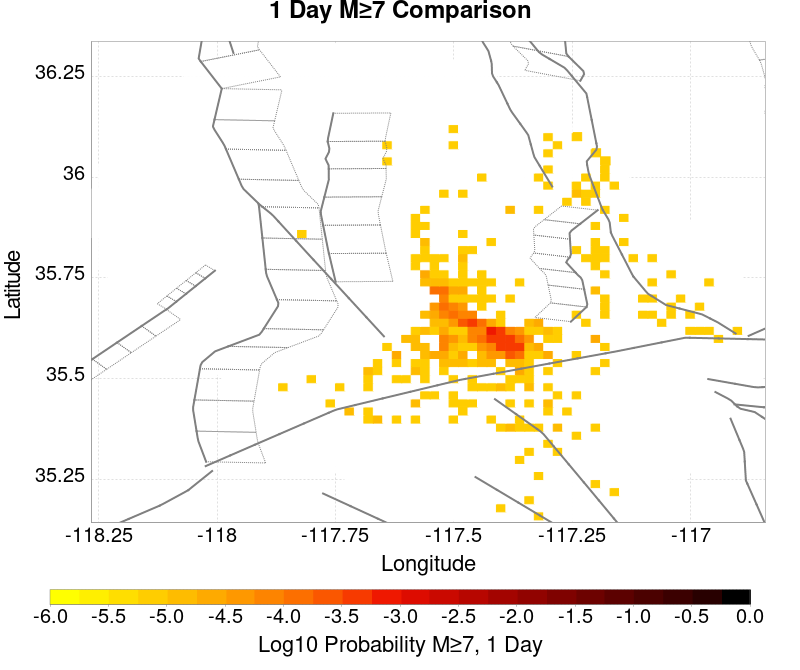 1 Day M≥7 Comparison
36.25
36
35.75
35.5
35.25
Latitude
-118.25 -118 -117.75 -117.5 -117.25 -117
Longitude
-6.0 -5.5 -5.0 -4.5 -4.0 -3.5 -3.0 -2.5 -2.0 -1.5 -1.0 -0.5 0.0
Log10 Probability M≥7, 1 Day